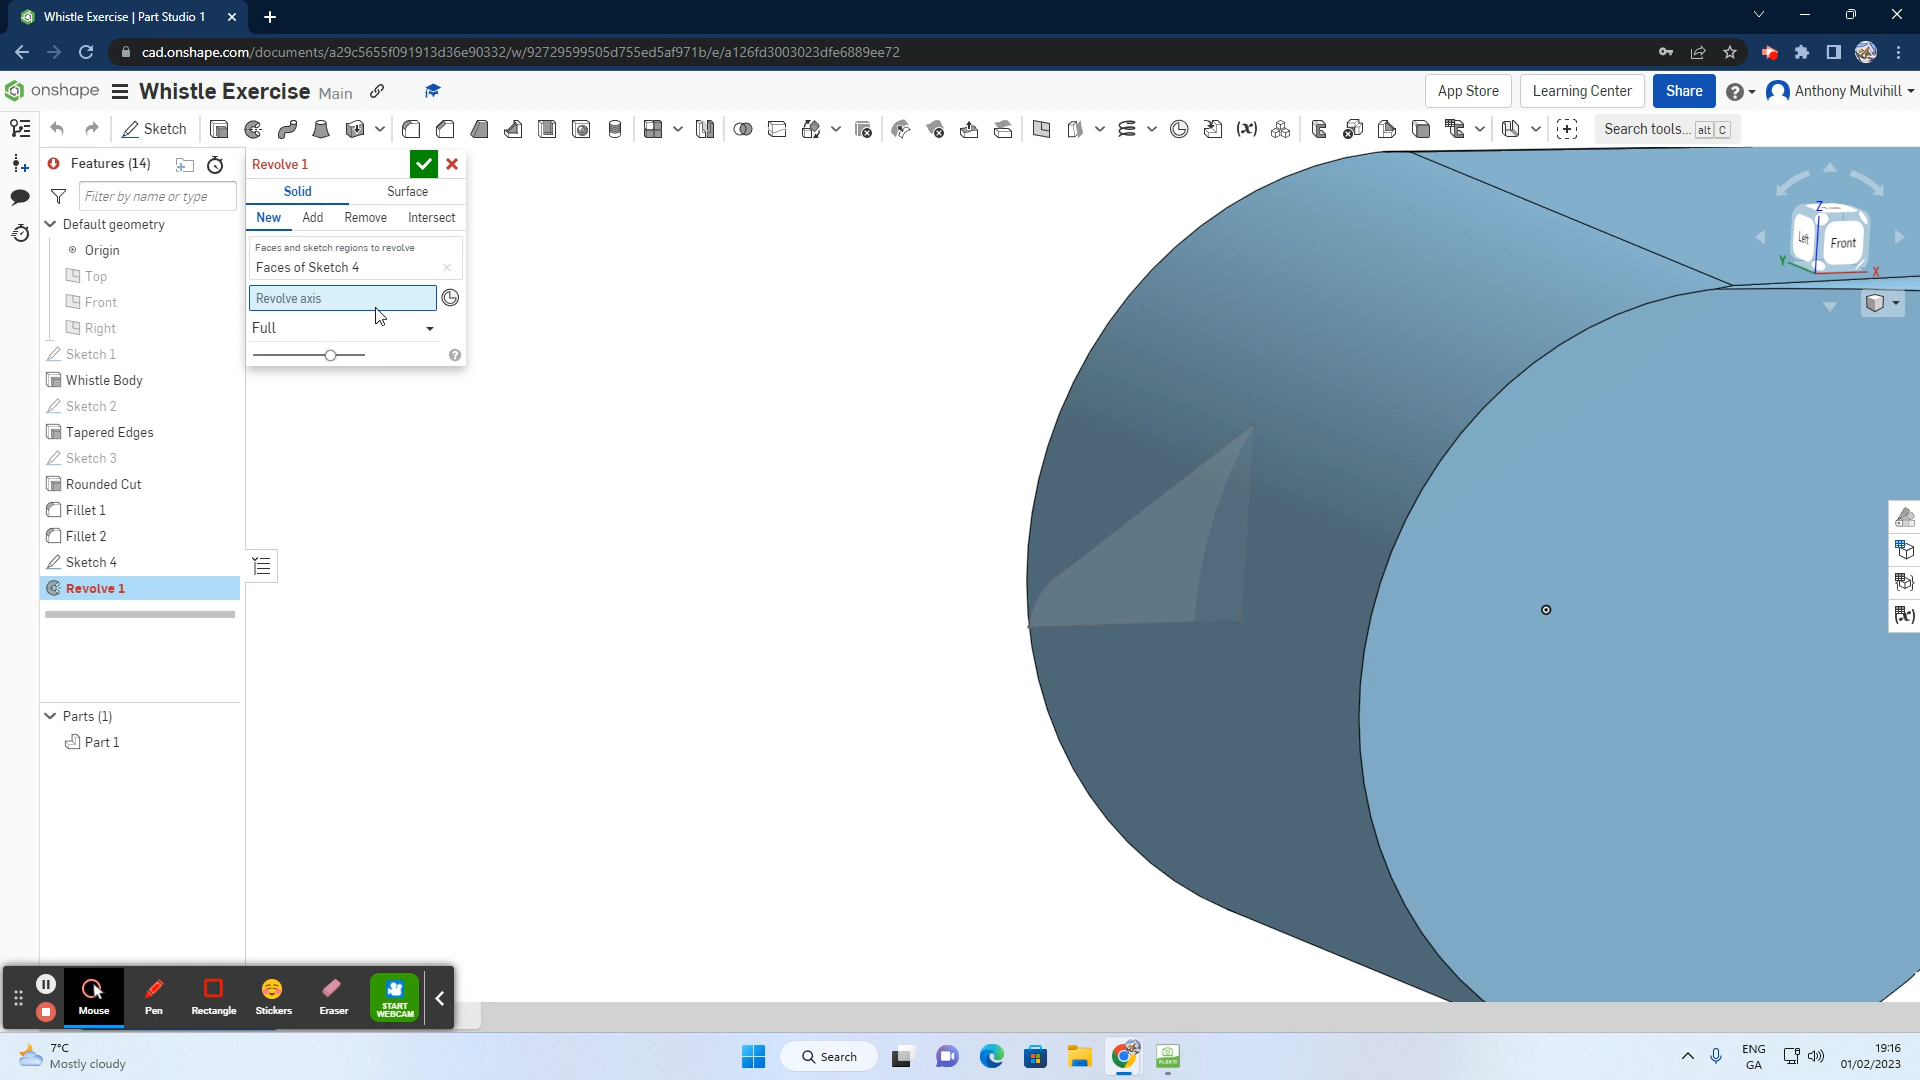 Whistle Exercise | Part Studio 1
cad.onshape.com/documents/a29c5655f091913d36e90332/w/92729599505d755ed5af971b/e/a126fd3003023dfe6889ee72
onshape
Whistle Exercise Main
App Store
Learning Center
Share
Anthony Mulvihill
Sketch
Search tools... alt C
Features (14)
Filter by name or type
Default geometry
Origin
Top
Front
Right
Sketch 1
Whistle Body
Sketch 2
Tapered Edges
Sketch 3
Rounded Cut
Fillet 1
Fillet 2
Sketch 4
Revolve 1
Parts (1)
Part 1
Revolve 1
Solid Surface
New Add Remove Intersect
Faces and sketch regions to revolve
Faces of Sketch 4
Revolve axis
Full
Z
Left Front
Y
X
Mouse
Pen
Rectangle
Stickers
Eraser
START
WEBCAM
7°C
Mostly cloudy
Search
ENG
GA
19:16
01/02/2023